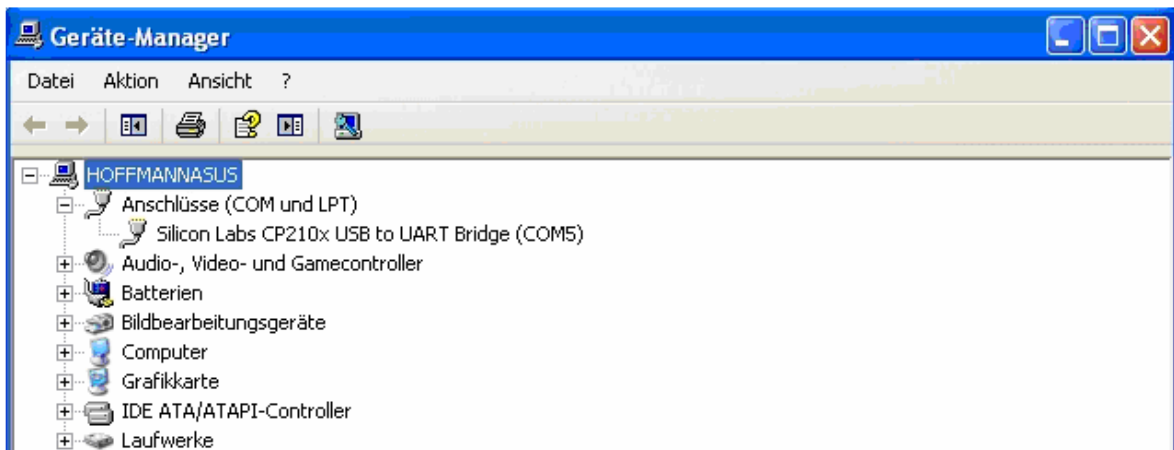 Geräte-Manager
Datei Aktion Ansicht ?
HOFFMANNASUS
Anschlüsse (COM und LPT)
Silicon Labs CP210x USB to UART Bridge (COM5)
Audio-, Video- und Gamecontroller
Batterien
Bildbearbeitungsgeräte
Computer
Grafikkarte
IDE ATA/ATAPI-Controller
Laufwerke